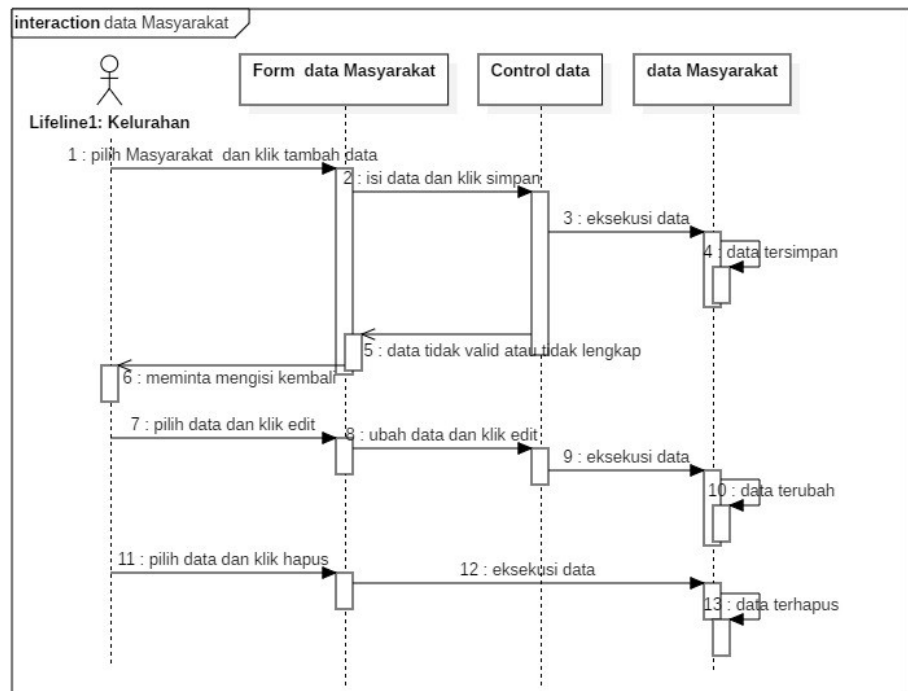 interaction data Masyarakat
Form data Masyarakat
Control data
data Masyarakat
Lifeline1: Kelurahan
1 : pilih Masyarakat dan klik tambah data
2 : isi data dan klik simpan
3 : eksekusi data
4 : data tersimpan
5 : data tidak valid atau tidak lengkap
6 : meminta mengisi kembali
7 : pilih data dan klik edit
8 : ubah data dan klik edit
9 : eksekusi data
10 : data terubah
11 : pilih data dan klik hapus
12 : eksekusi data
13 : data terhapus